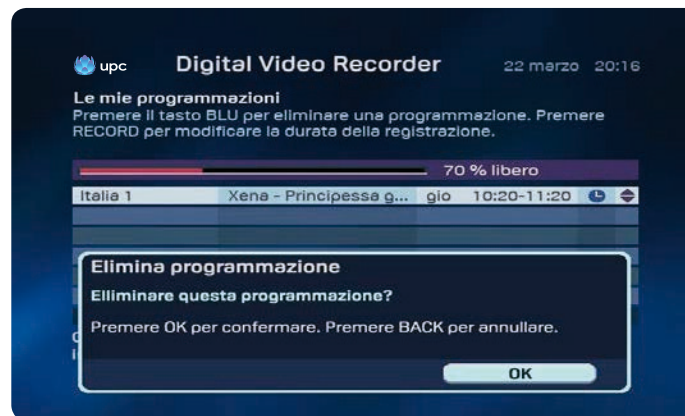 upc Digital Video Recorder 22 marzo 20:16
Le mie programmazioni
Premere il tasto BLU per eliminare una programmazione. Premere
RECORD per modificare la durata della registrazione.
70 % libero
Italia 1 Xena - Principessa g... gio 10:20-11:20
Elimina programmazione
Elliminare questa programmazione?
Premere OK per confermare. Premere BACK per annullare.
OK